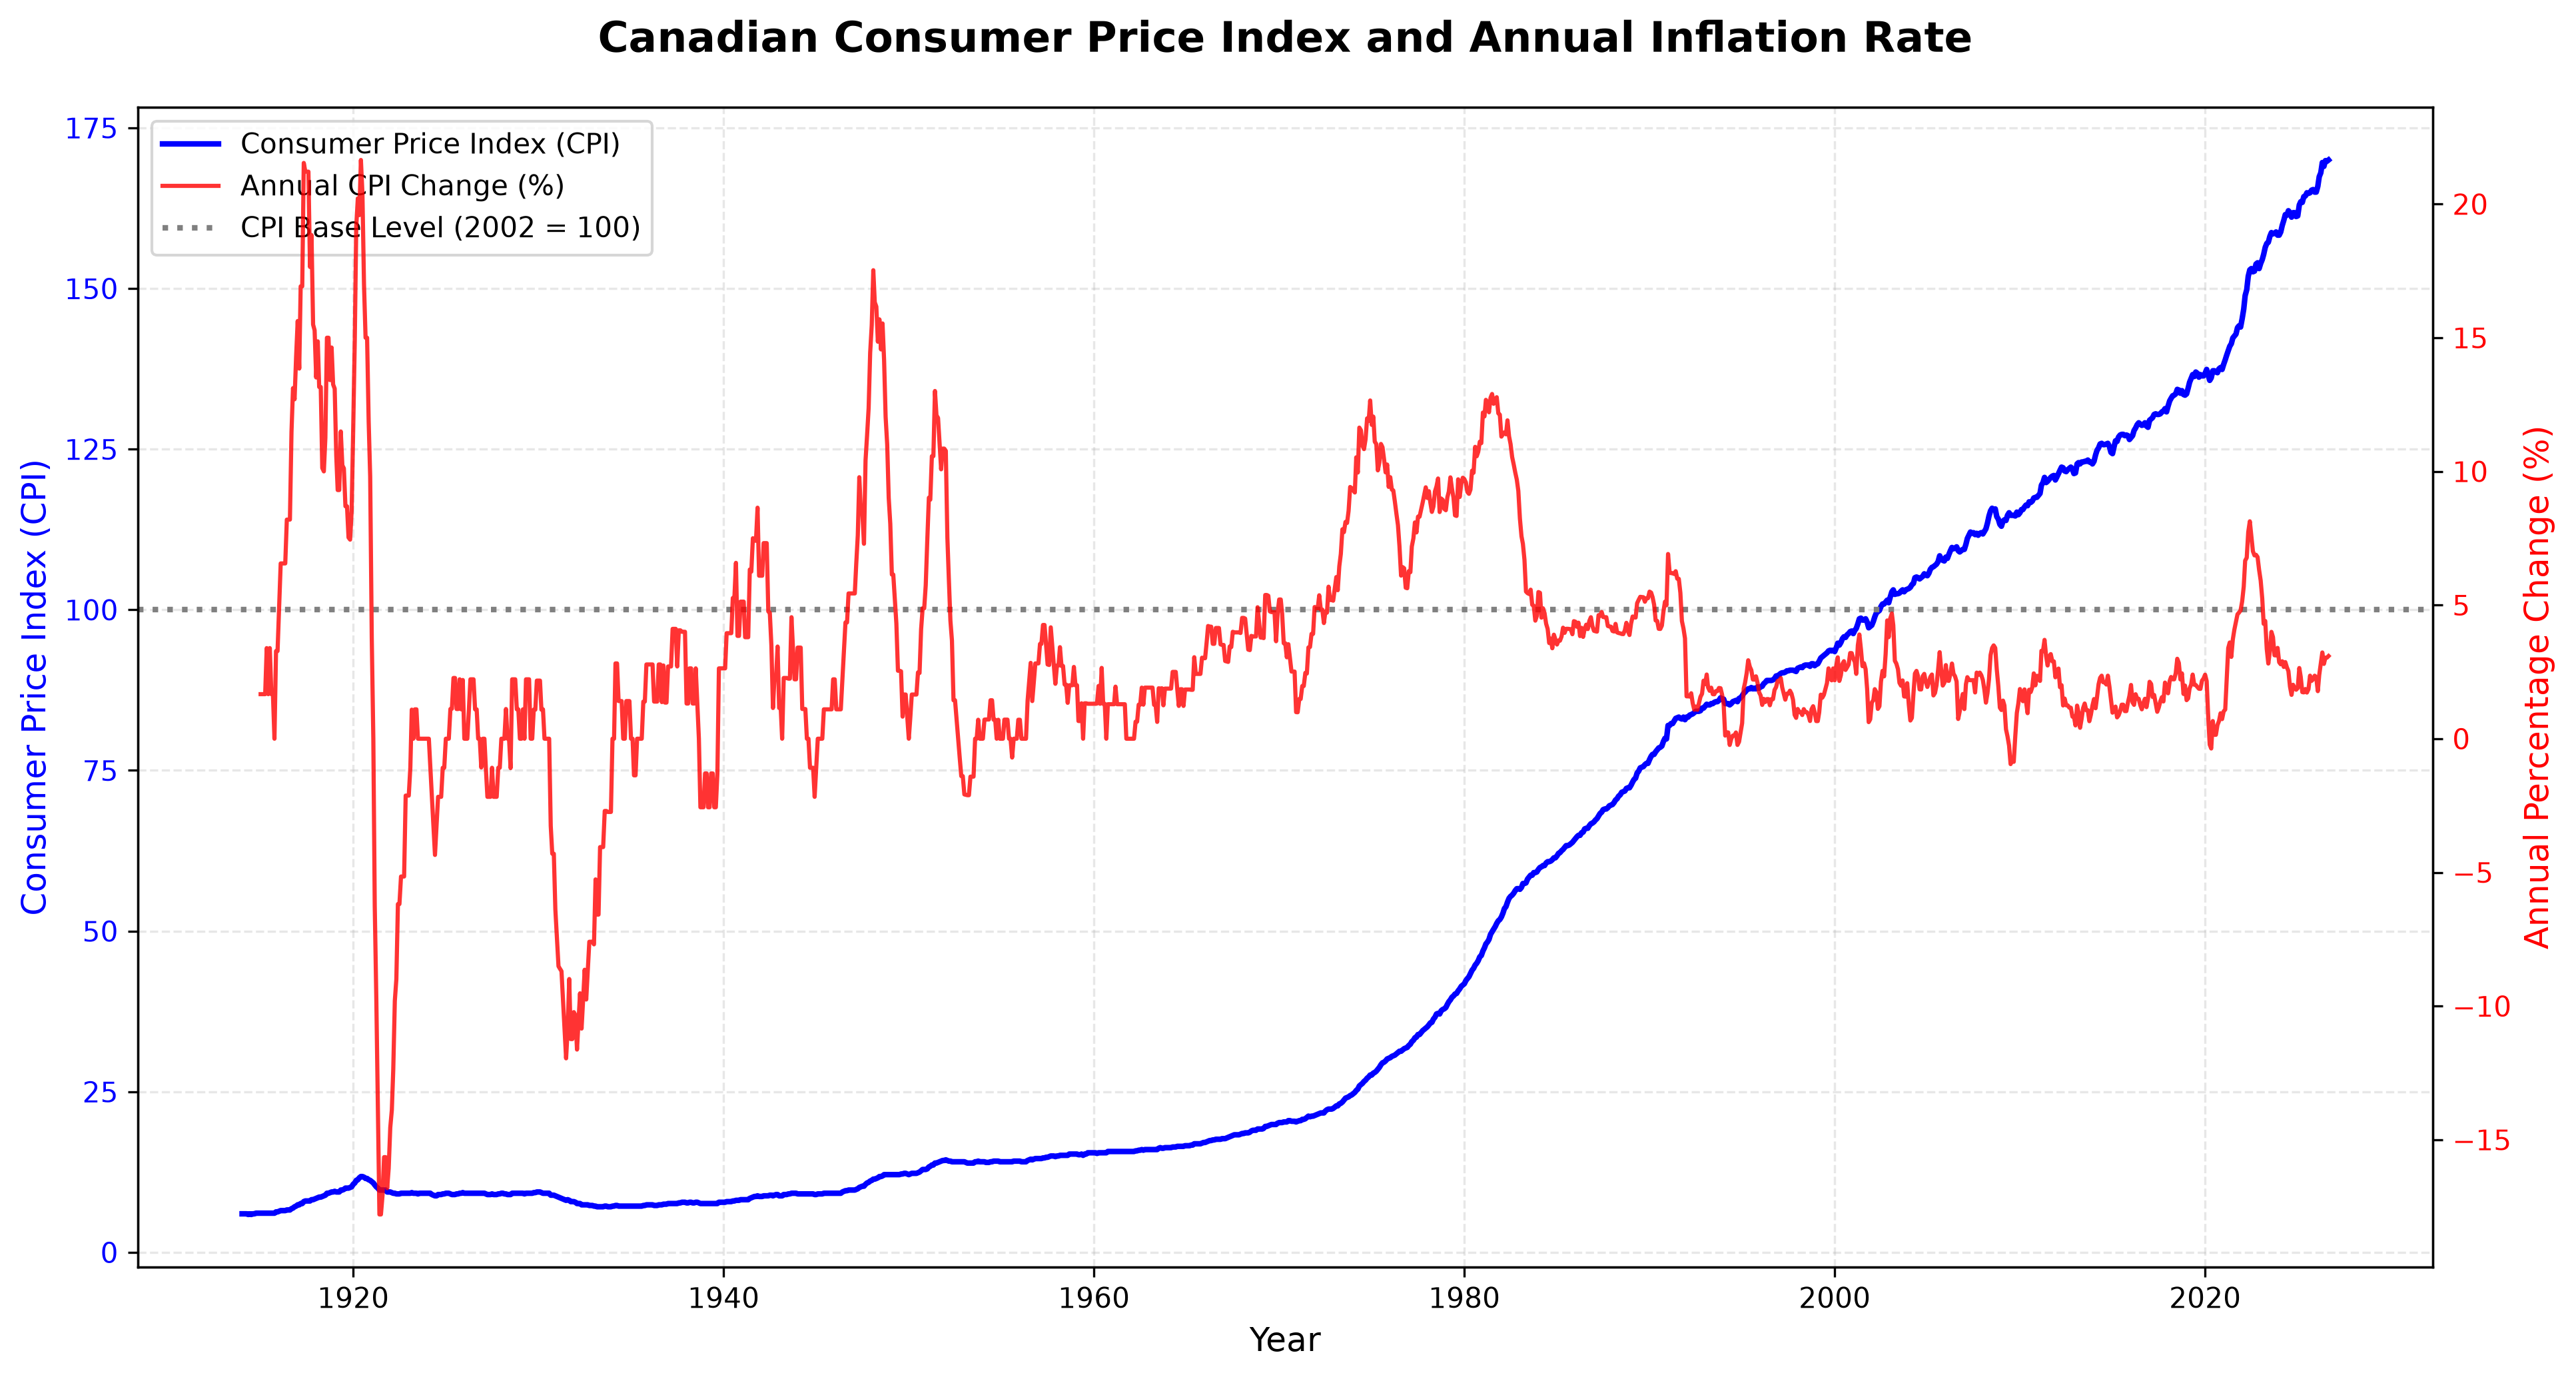 Canadian Consumer Price Index and Annual Inflation Rate
Consumer Price Index (CPI)
Annual CPI Change (%)
CPI Base Level (2002 = 100)
Consumer Price Index (CPI)
175
150
125
100
75
50
25
0
20
15
10
5
0
−5
−10
−15
Annual Percentage Change (%)
1920 1940 1960 1980 2000 2020
Year